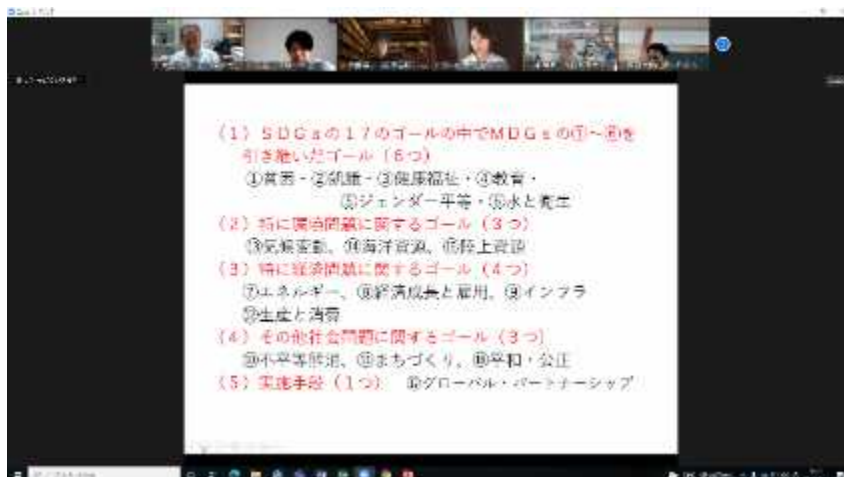 （1）SDGsの17のゴールの中でMDGsの①～⑥を
引き継いだゴール（6つ）
①貧困・②飢餓・③健康福祉・④教育・
⑤ジェンダー平等・⑥水と衛生
（2）特に環境問題に関するゴール（3つ）
⑬気候変動、⑭海洋資源、⑮陸上資源
（3）特に経済問題に関するゴール（4つ）
⑦エネルギー、⑧経済成長と雇用、⑨インフラ
⑫生産と消費
（4）その他社会問題に関するゴール（3つ）
⑩不平等解消、⑪まちづくり、⑯平和・公正
（5）実施手段（1つ）　⑰グローバル・パートナーシップ